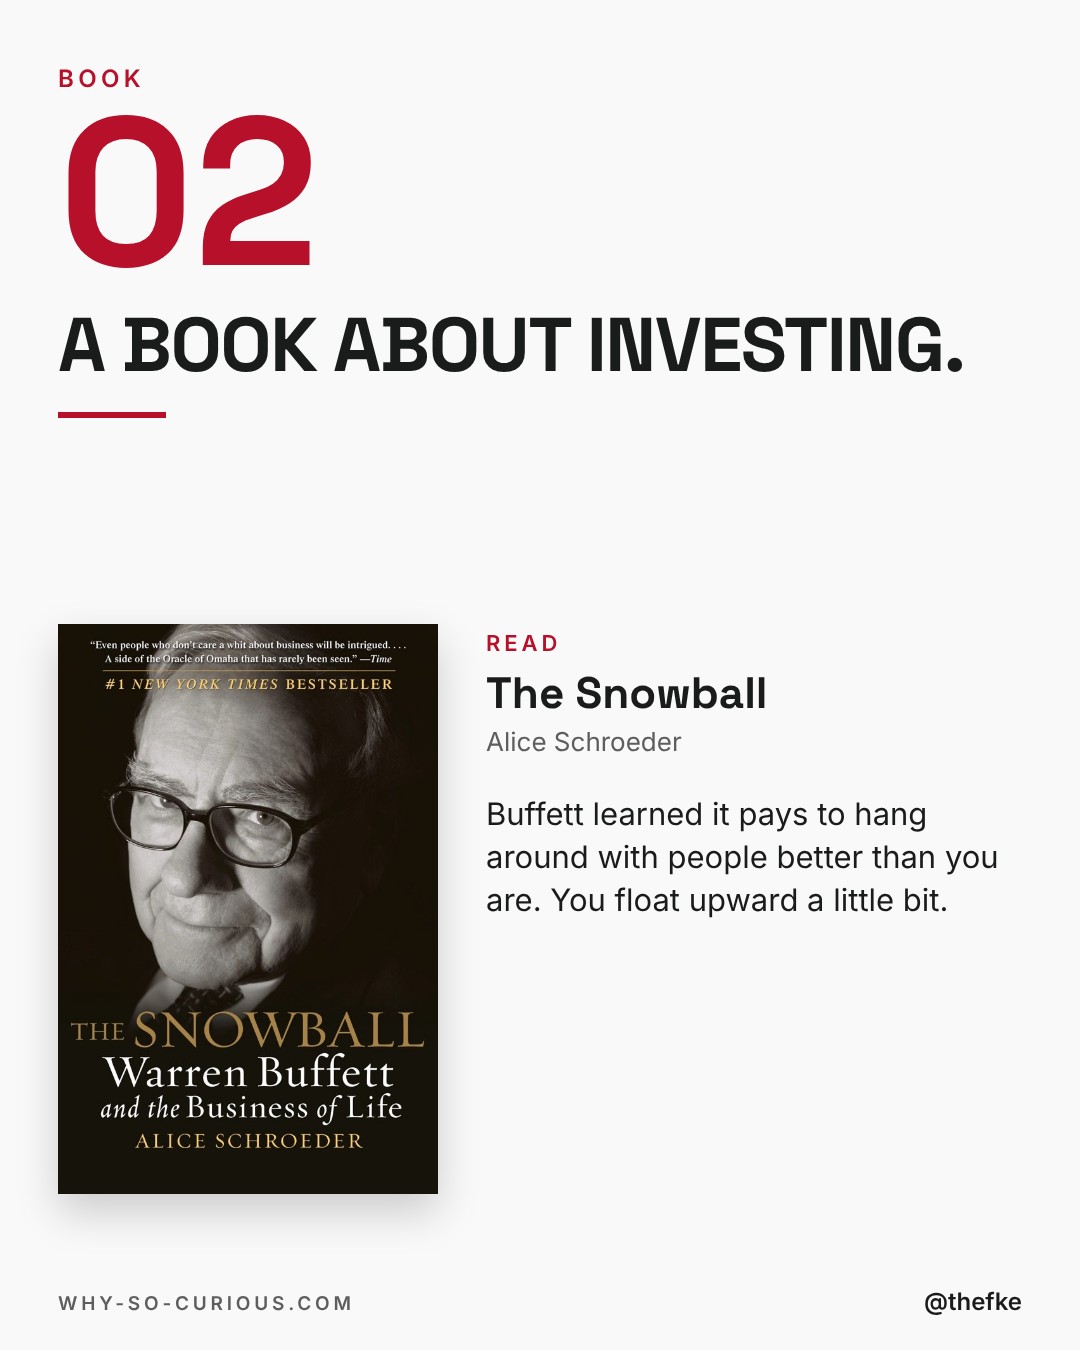 BOOK
02
A BOOK ABOUT INVESTING.
“Even people who don’t care a whit about business will be intrigued. . . .
A side of the Oracle of Omaha that has rarely been seen.” —Time
#1 NEW YORK TIMES BESTSELLER
THE SNOWBALL
Warren Buffett
and the Business of Life
ALICE SCHROEDER
READ
The Snowball
Alice Schroeder
Buffett learned it pays to hang
around with people better than you
are. You float upward a little bit.
WHY-SO-CURIOUS.COM
@thefke